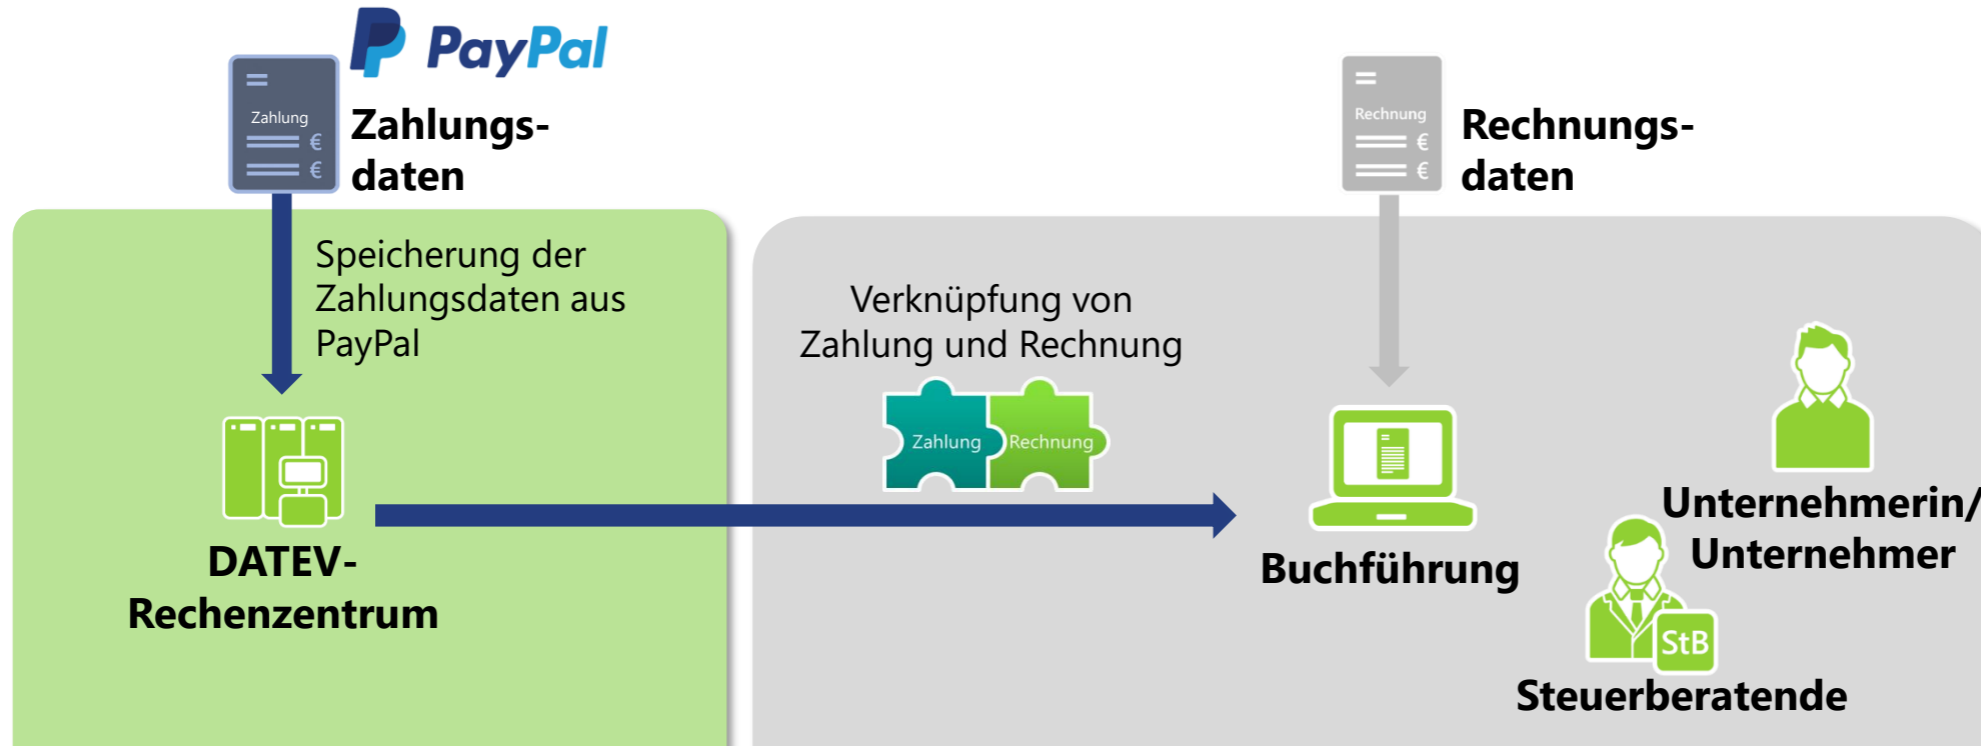 PayPal
Zahlung
€
€
Zahlungs-
daten
Rechnung
€
€
Rechnungs-
daten
Speicherung der
Zahlungsdaten aus
PayPal
DATEV-
Rechenzentrum
Verknüpfung von
Zahlung und Rechnung
Zahlung
Rechnung
Buchführung
Unternehmerin/
Unternehmer
StB
Steuerberatende